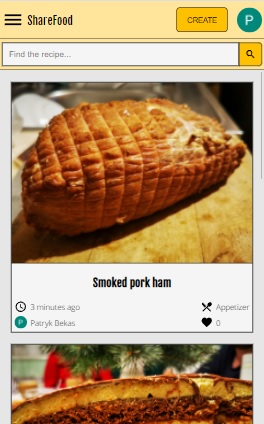 ShareFood
CREATE
P
Find the recipe...
Smoked pork ham
3 minutes ago
Appetizer
P
Patryk Bekas
0